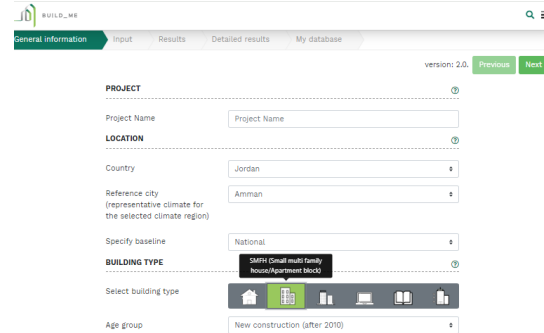 BUILD_ME
General information Input Results Detailed results My database
version: 2.0. Previous Next
PROJECT
Project Name Project Name
LOCATION
Country Jordan
Reference city Amman
(representative climate for
the selected climate region)
Specify baseline National
BUILDING TYPE
SMFH (Small multi family
house/Apartment block)
Select building type
Age group New construction (after 2010)